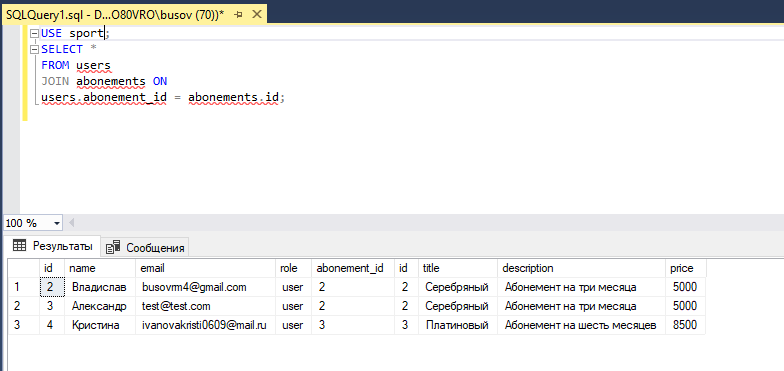 SQLQuery1.sql - D...O80VRO\busov (70))*
USE sport;
SELECT *
FROM users
JOIN abonements ON
users.abonement_id = abonements.id;
100 %
Результаты Сообщения
id name email role abonement_id id title description price
1 2 Владислав busovrm4@gmail.com user 2 2 Серебряный Абонемент на три месяца 5000
2 3 Александр test@test.com user 2 2 Серебряный Абонемент на три месяца 5000
3 4 Кристина ivanovakristi0609@mail.ru user 3 3 Платиновый Абонемент на шесть месяцев 8500